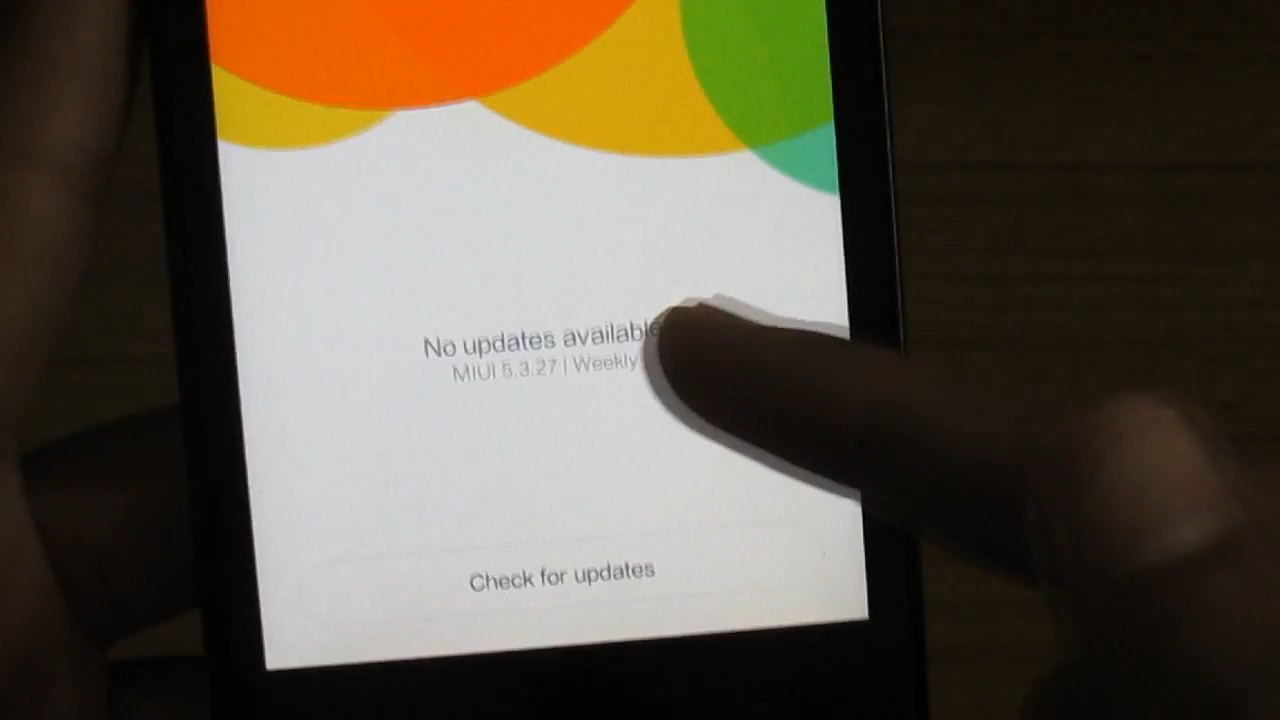 No updates available
MIUI 5.3.27 | Weekly
Check for updates